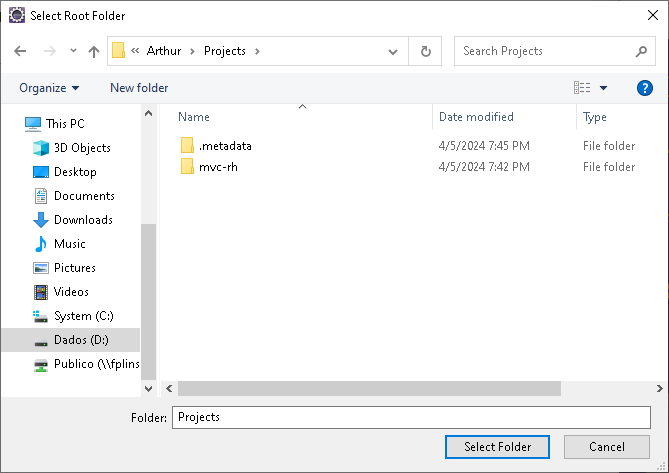 Select Root Folder
« Arthur > Projects >
Search Projects
Organize
New folder
?
This PC
3D Objects
Desktop
Documents
Downloads
Music
Pictures
Videos
System (C:)
Dados (D:)
Publico (\\fplins
Name Date modified Type
.metadata 4/5/2024 7:45 PM File folder
mvc-rh 4/5/2024 7:42 PM File folder
Folder: Projects
Select Folder
Cancel